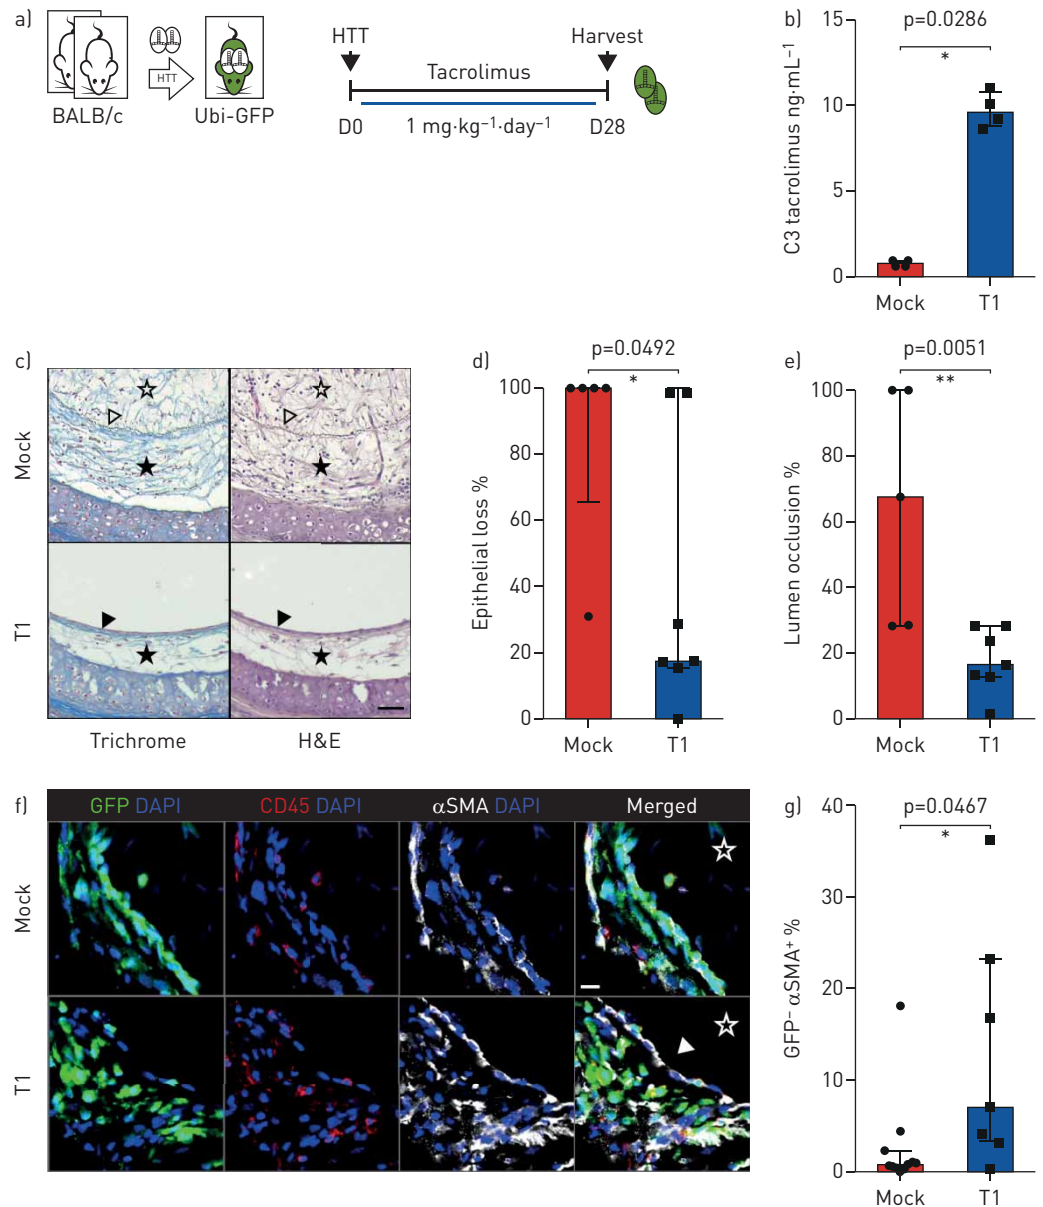 a)
HTT
BALB/c
Ubi-GFP
HTT
Harvest
Tacrolimus
D0
1 mg·kg⁻¹·day⁻¹
D28
b)
p=0.0286
*
C3 tacrolimus ng·mL⁻¹
15
10
5
0
Mock
T1
c)
Mock
T1
Trichrome
H&E
d)
p=0.0492
*
Epithelial loss %
100
80
60
40
20
0
Mock
T1
e)
p=0.0051
**
Lumen occlusion %
100
80
60
40
20
0
Mock
T1
f)
GFP DAPI
CD45 DAPI
αSMA DAPI
Merged
Mock
T1
g)
p=0.0467
*
GFP⁻ αSMA⁺ %
40
30
20
10
0
Mock
T1